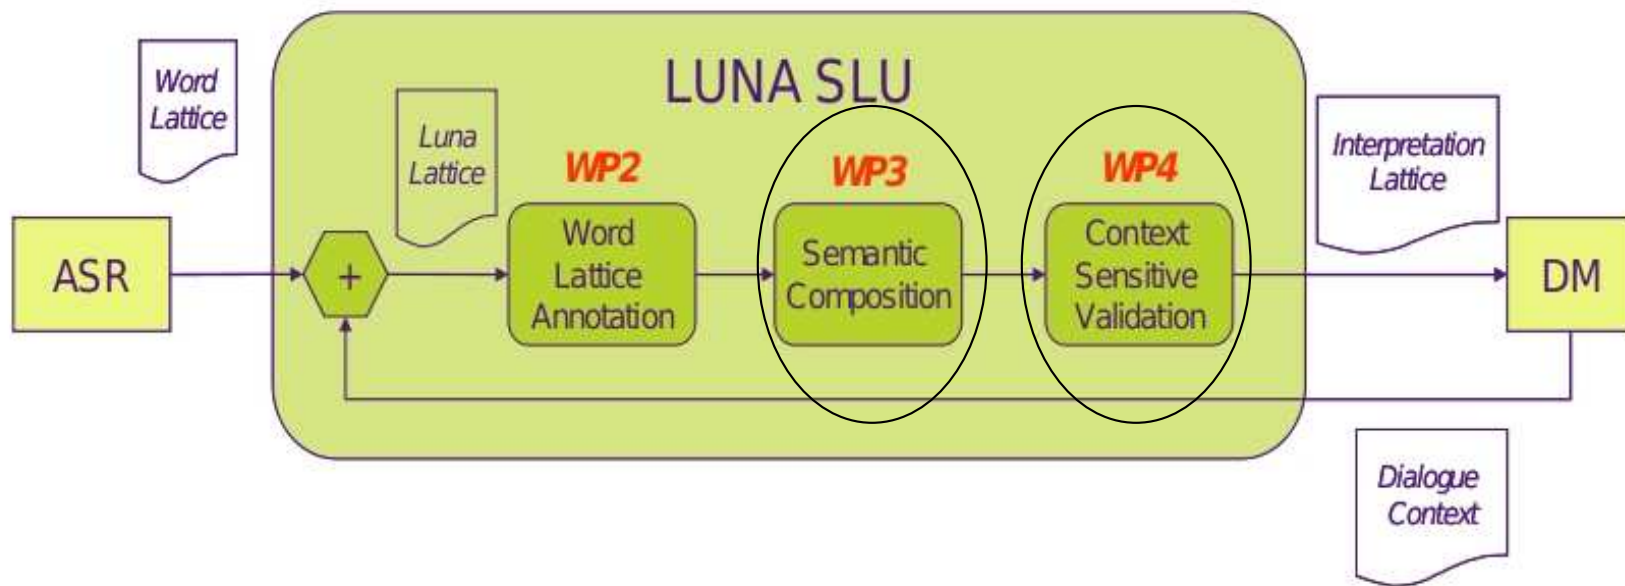 LUNA SLU
Word
Lattice
Luna
Lattice
WP2
WP3
WP4
Interpretation
Lattice
ASR
+
Word
Lattice
Annotation
Semantic
Composition
Context
Sensitive
Validation
DM
Dialogue
Context